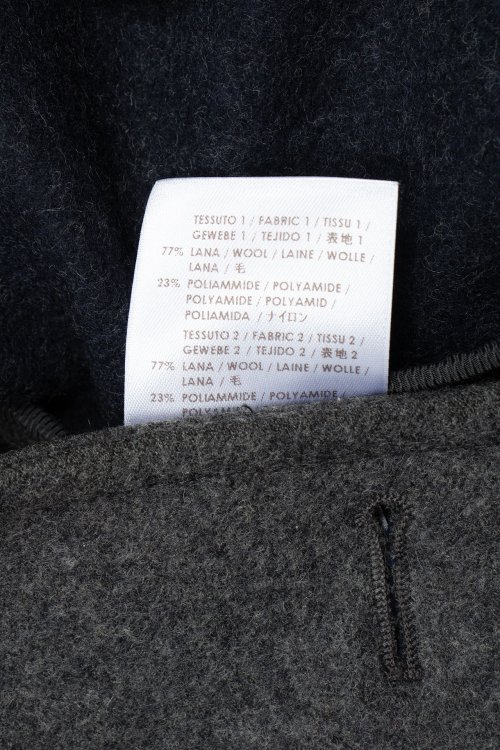 TESSUTO 1 / FABRIC 1 / TISSU 1 /
GEWEBE 1 / TEJIDO 1 /表地 1
77% LANA / WOOL / LAINE / WOLLE /
LANA / 毛
23% POLIAMMIDE / POLYAMIDE /
POLYAMIDE / POLYAMID /
POLIAMIDA / ナイロン
TESSUTO 2 / FABRIC 2 / TISSU 2 /
GEWEBE 2 / TEJIDO 2 / 表地 2
77% LANA / WOOL / LAINE / WOLLE /
LANA / 毛
23% POLIAMMIDE / POLYAMIDE /